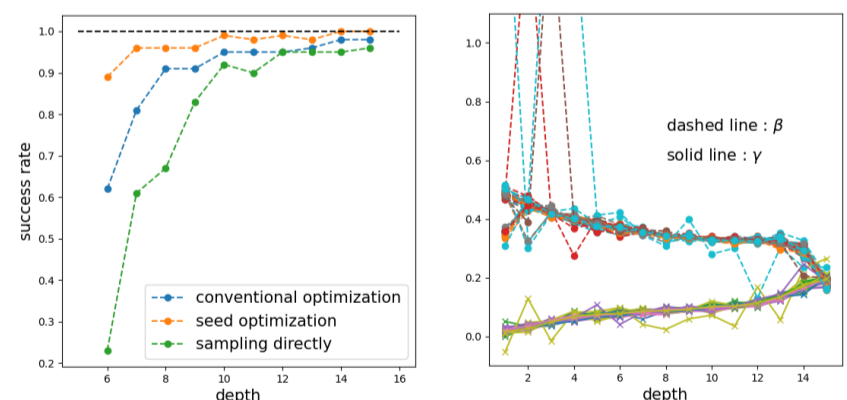 1.0
0.9
0.8
0.7
0.6
0.5
0.4
0.3
0.2
success rate
6 8 10 12 14 16
depth
conventional optimization
seed optimization
sampling directly
1.0
0.8
0.6
0.4
0.2
0.0
dashed line : β
solid line : γ
2 4 6 8 10 12 14
depth